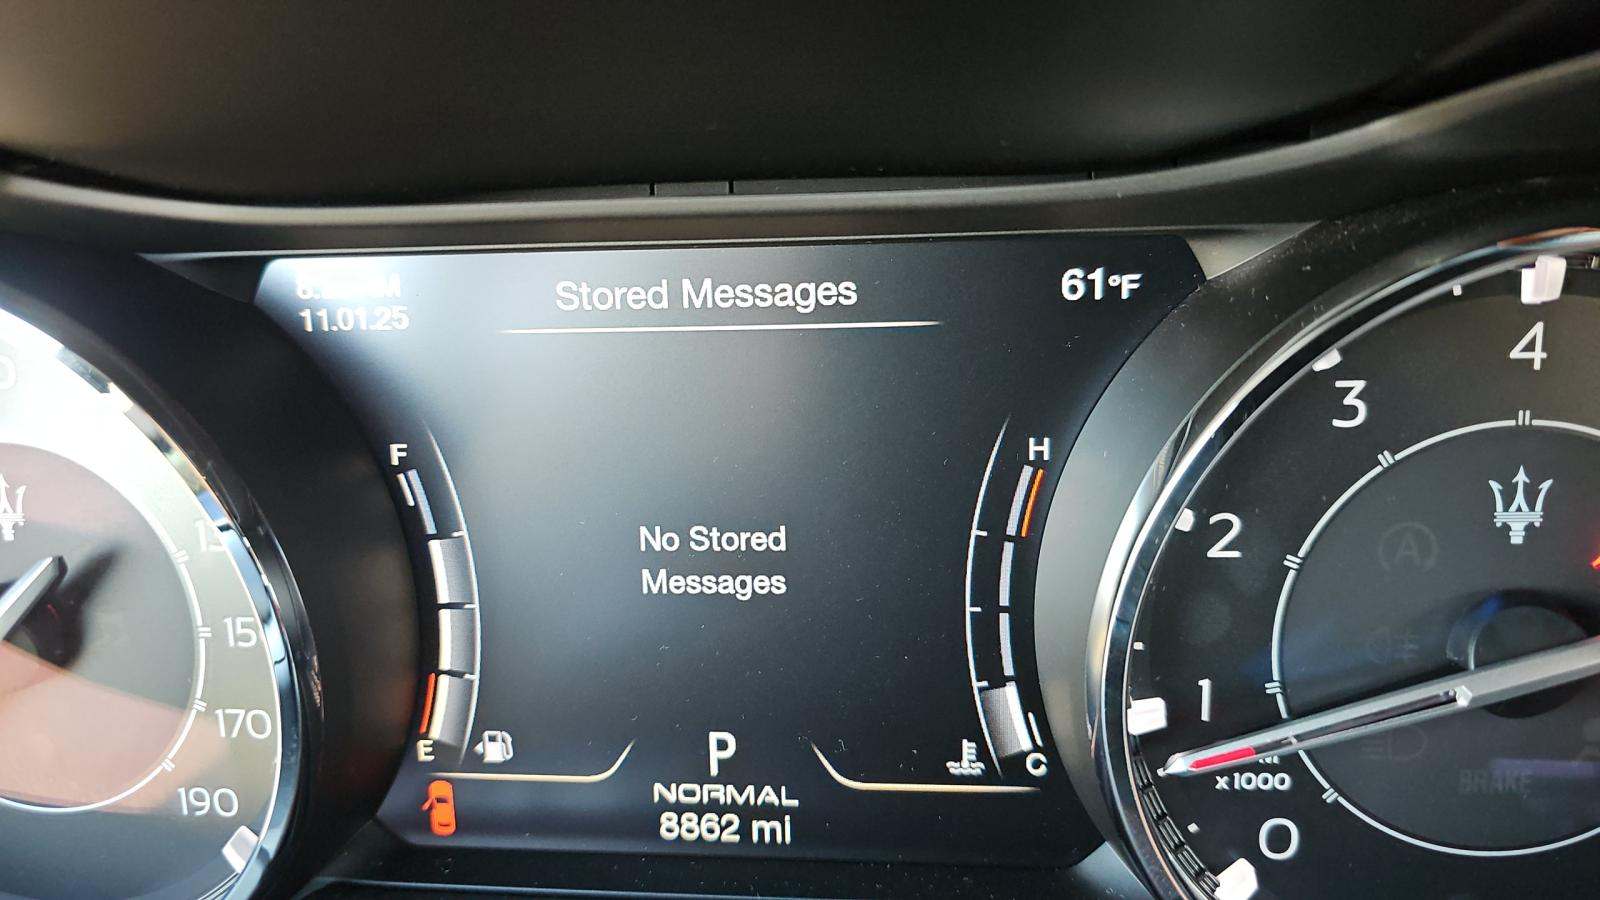 Stored Messages
61°F
11.01.25
F
H
No Stored
Messages
E
C
P
NORMAL
8862 mi
150
170
190
4
3
2
1
x1000
0
BRAKE
A